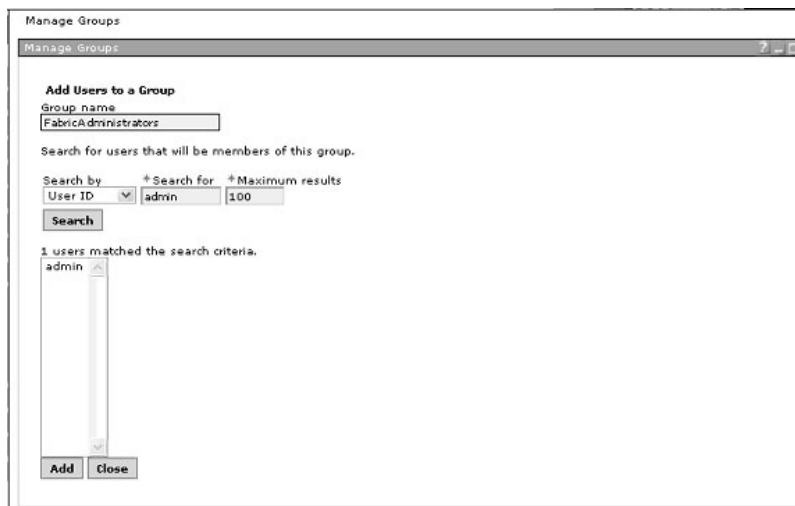 Manage Groups
Manage Groups ?
Add Users to a Group
Group name
FabricAdministrators
Search for users that will be members of this group.
Search by *Search for *Maximum results
User ID admin 100
Search
1 users matched the search criteria.
admin
Add Close